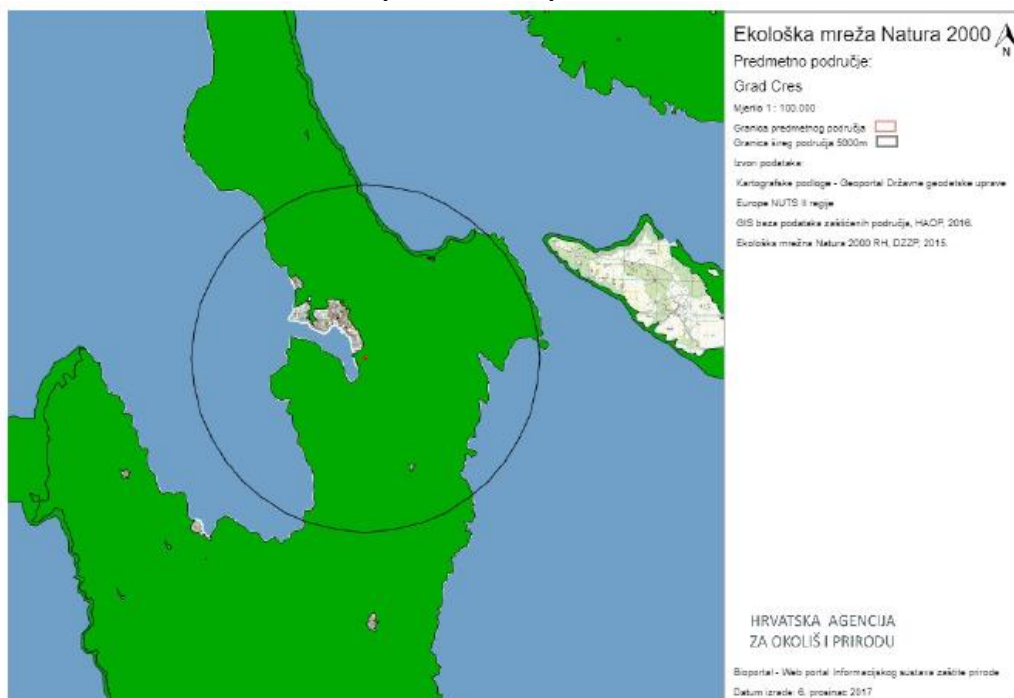 Ekološka mreža Natura 2000
N
Predmetno područje:
Grad Cres
Mjerilo 1 : 100.000
Granica predmetnog područja
Granica šireg područja 5000m
Izvori podataka:
Kartografske podloge - Geoportal Državne geodetske uprave
Europe NUTS II regije
GIS baza podataka zaštićenih područja, HAOP, 2016.
Ekološka mrežna Natura 2000 RH, DZZP, 2015.
HRVATSKA AGENCIJA
ZA OKOLIŠ I PRIRODU
Bioportal - Web portal Informacijskog sustava zaštite prirode
Datum izrade: 6. prosinac 2017